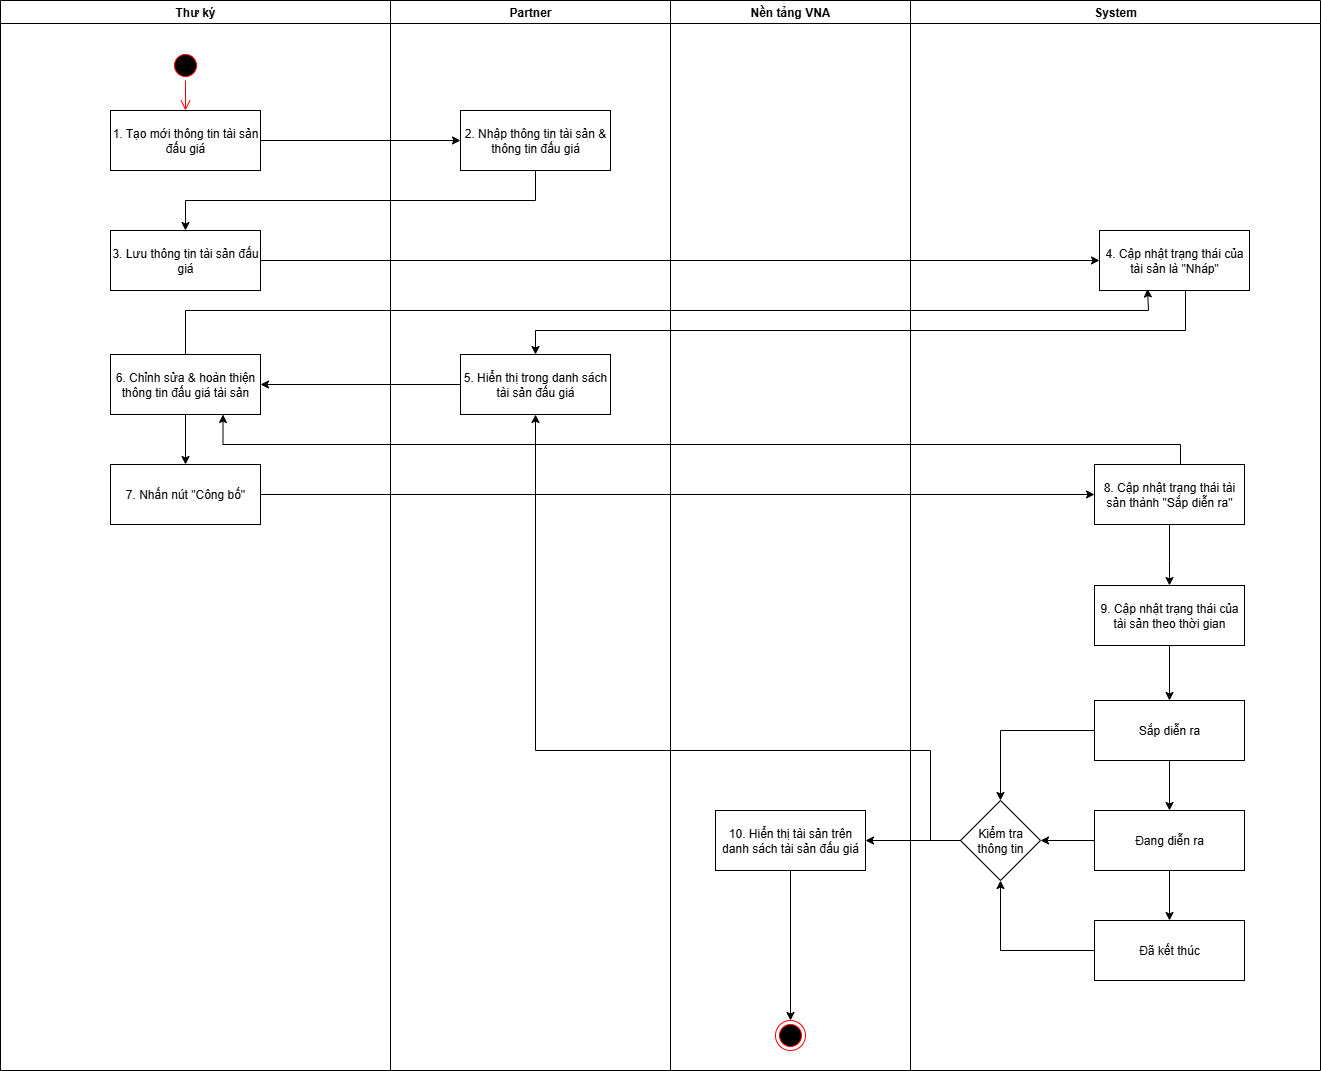 Thư ký
Partner
Nền tảng VNA
System
1. Tạo mới thông tin tài sản
đấu giá
2. Nhập thông tin tài sản &
thông tin đấu giá
3. Lưu thông tin tài sản đấu
giá
4. Cập nhật trạng thái của
tài sản là "Nháp"
6. Chỉnh sửa & hoàn thiện
thông tin đấu giá tài sản
5. Hiển thị trong danh sách
tài sản đấu giá
7. Nhấn nút "Công bố"
8. Cập nhật trạng thái tài
sản thành "Sắp diễn ra"
9. Cập nhật trạng thái của
tài sản theo thời gian
Sắp diễn ra
10. Hiển thị tài sản trên
danh sách tài sản đấu giá
Kiểm tra
thông tin
Đang diễn ra
Đã kết thúc